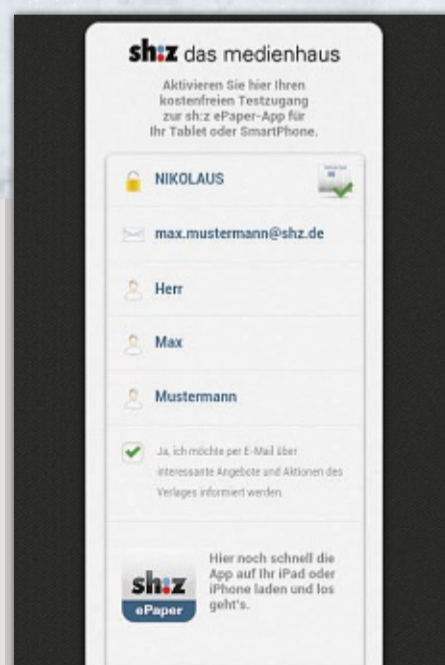 sh:z das medienhaus
Aktivieren Sie hier Ihren
kostenfreien Testzugang
zur sh:z ePaper-App für
Ihr Tablet oder SmartPhone.
NIKOLAUS
max.mustermann@shz.de
Herr
Max
Mustermann
Ja, ich möchte per E-Mail über
interessante Angebote und Aktionen des
Verlages informiert werden.
Hier noch schnell die
App auf Ihr iPad oder
iPhone laden und los
geht's.
sh:z
ePaper